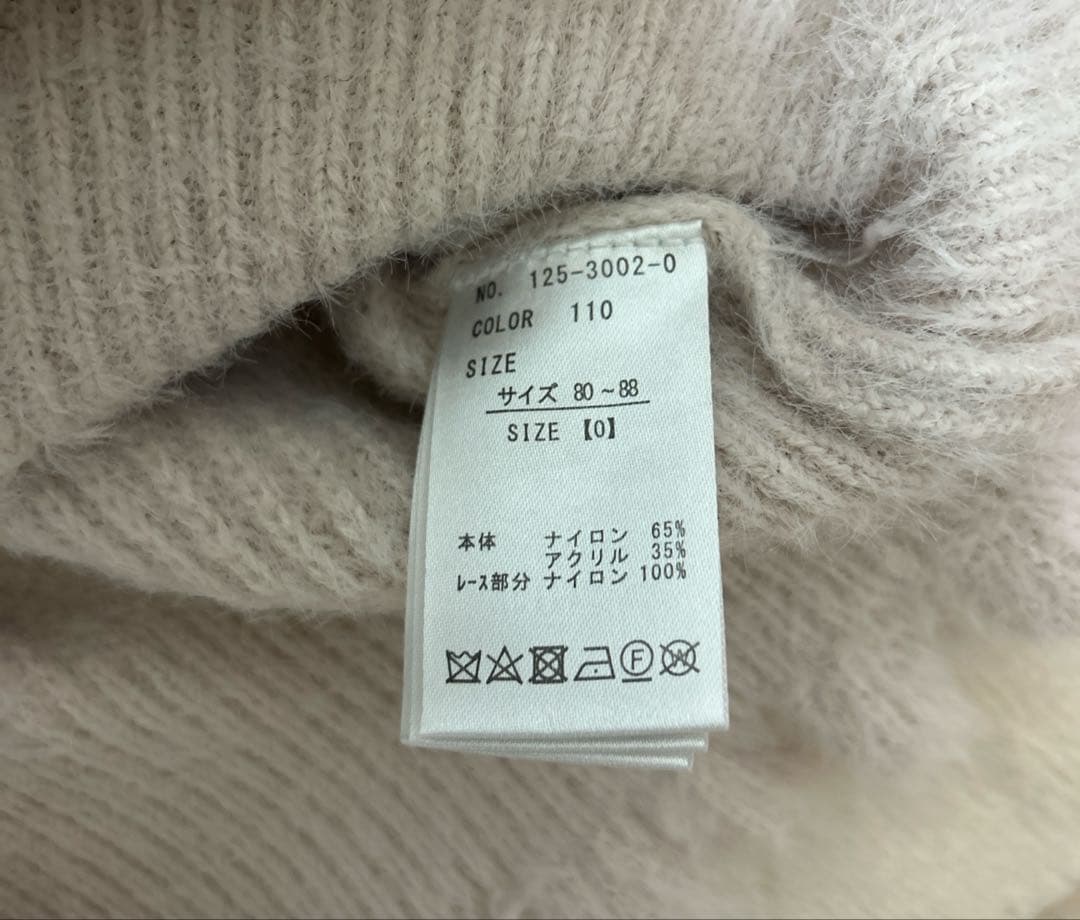 NO. 125-3002-0
COLOR 110
SIZE
サイズ 80～88
SIZE 【0】
本体 ナイロン 65%
アクリル 35%
レース部分 ナイロン 100%
F W